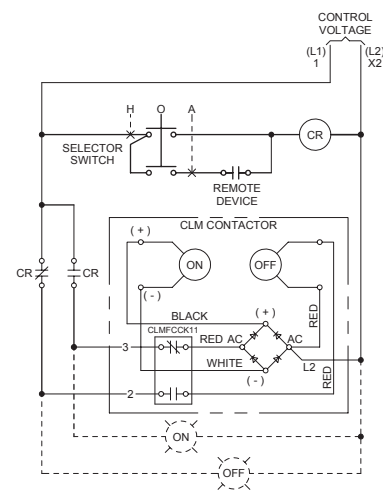 CONTROL
VOLTAGE
(L1) (L2)
1 X2
H O A
CR
SELECTOR
SWITCH
REMOTE
DEVICE
CLM CONTACTOR
(+)
ON OFF
CR CR
(-)
BLACK (+)
RED
CLMFCCK11
3 RED AC AC
WHITE L2
(-)
RED
2
ON
OFF